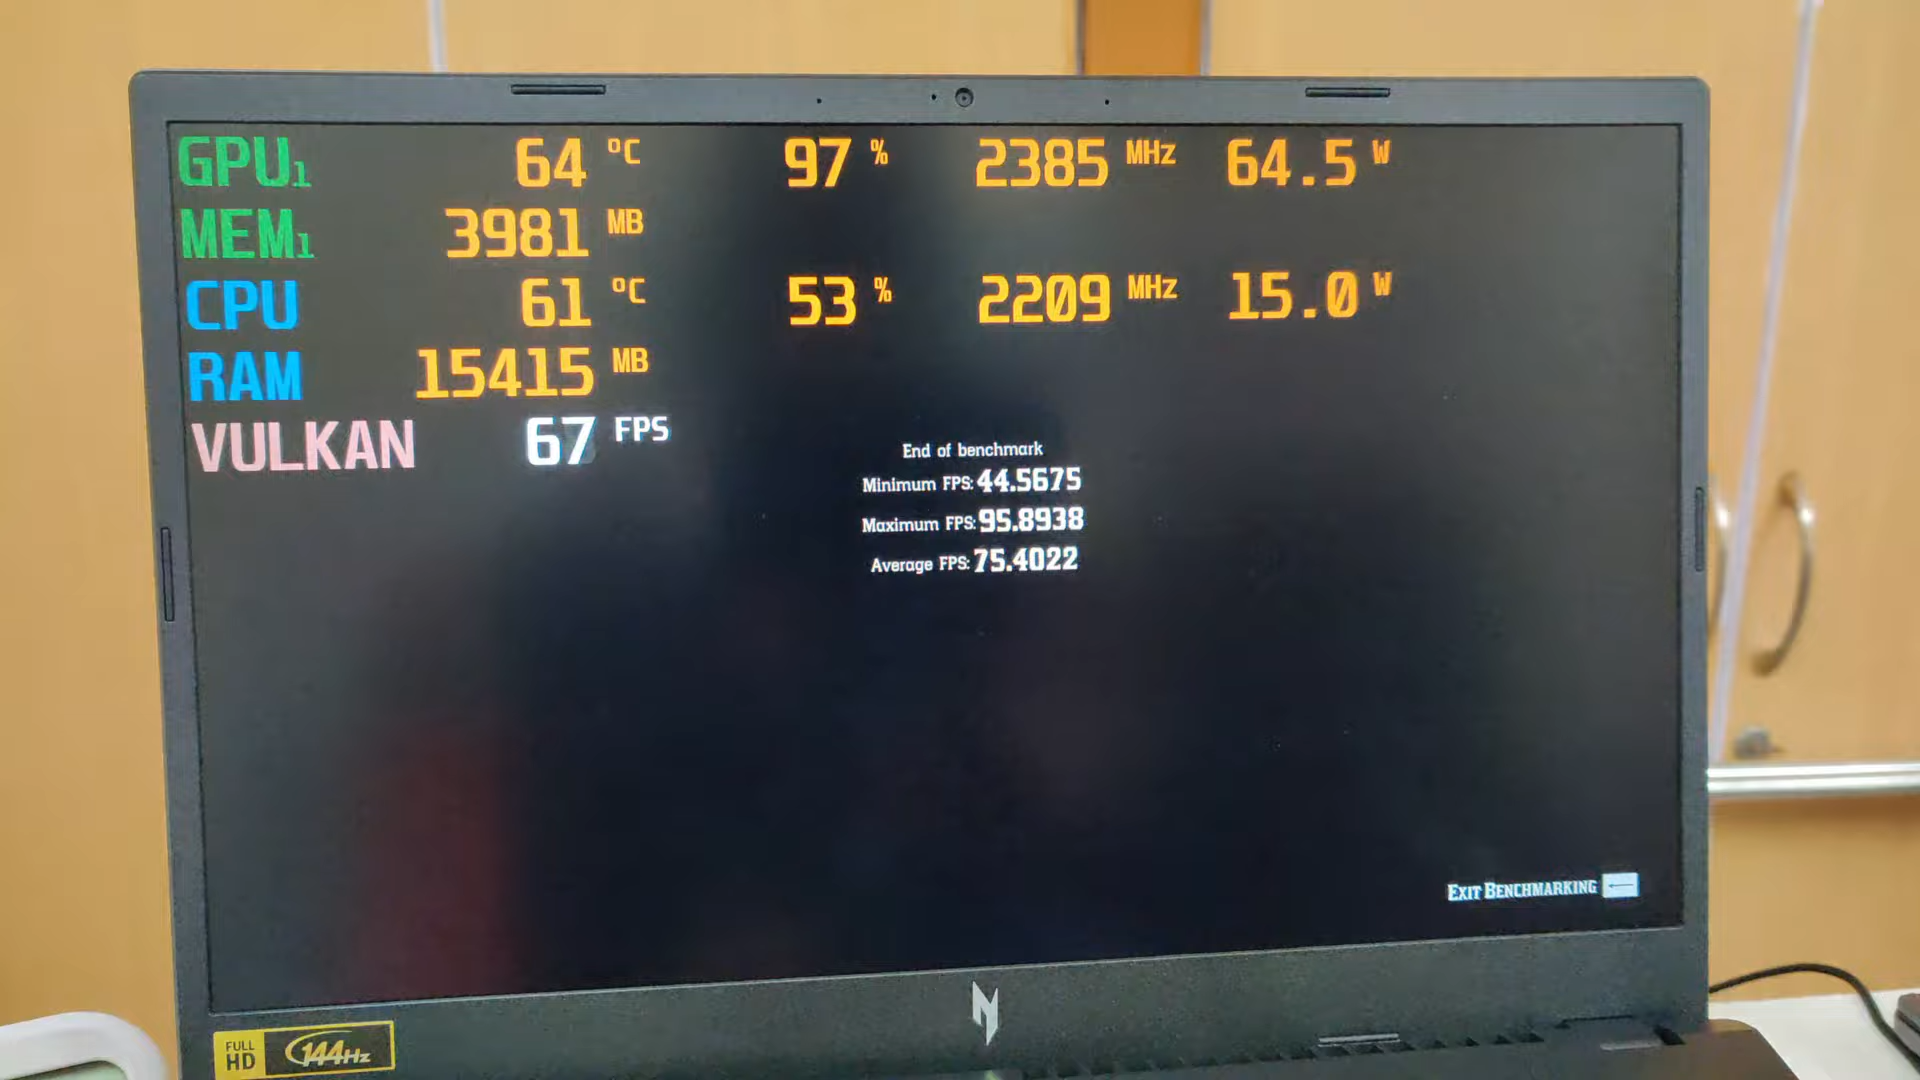 GPU1 64 °C 97 % 2385 MHz 64.5 W
MEM1 3981 MB
CPU 61 °C 53 % 2209 MHz 15.0 W
RAM 15415 MB
VULKAN 67 FPS
End of benchmark
Minimum FPS: 44.5675
Maximum FPS: 95.8938
Average FPS: 75.4022
EXIT BENCHMARKING
FULL HD 144Hz